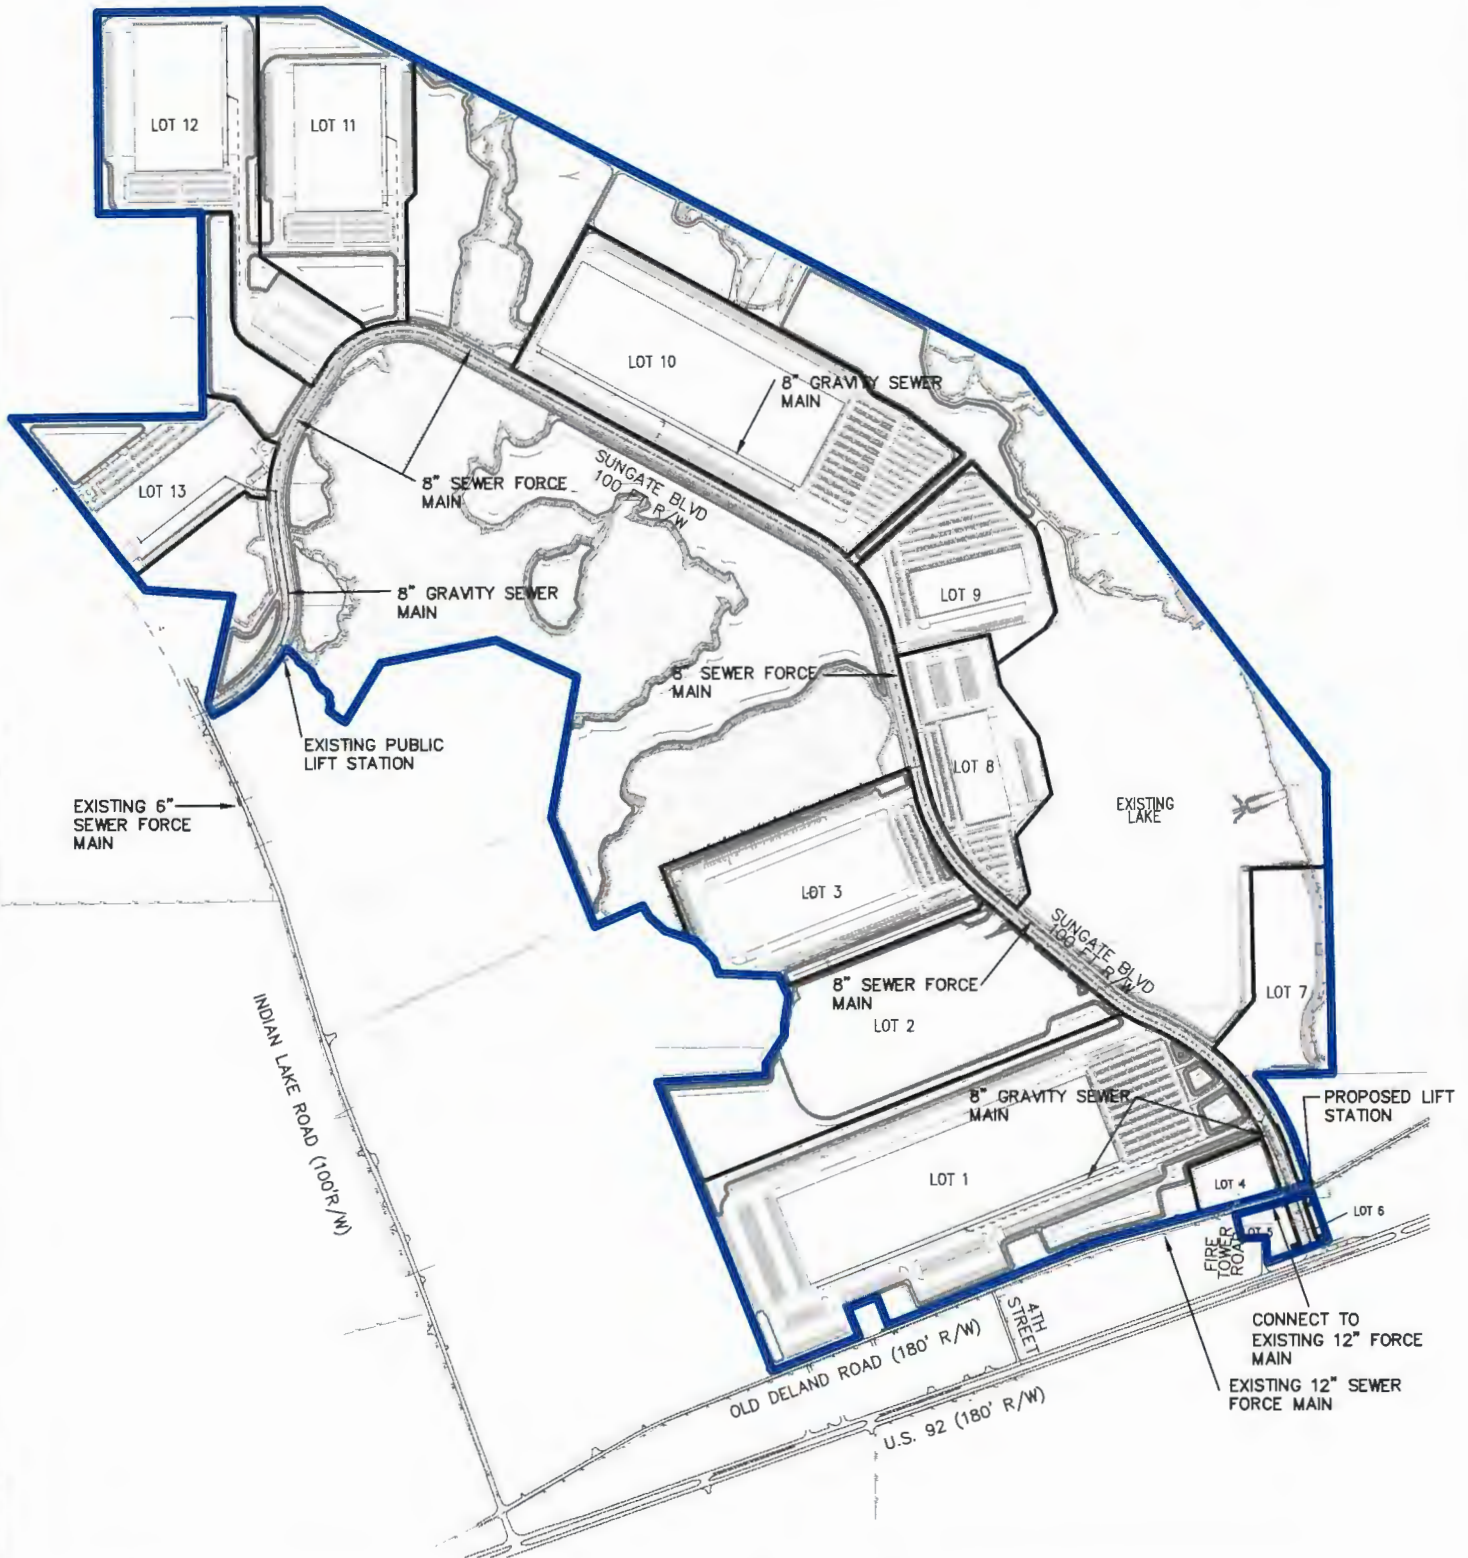 LOT 12
LOT 11
LOT 10
8" GRAVITY SEWER
MAIN
SUNGATE BLVD
100 FT R/W
8" SEWER FORCE
MAIN
LOT 13
8" GRAVITY SEWER
MAIN
LOT 9
8" SEWER FORCE
MAIN
EXISTING PUBLIC
LIFT STATION
LOT 8
EXISTING 6"
SEWER FORCE
MAIN
EXISTING
LAKE
LOT 3
SUNGATE BLVD
100 FT R/W
8" SEWER FORCE
MAIN
LOT 7
LOT 2
INDIAN LAKE ROAD (100'R/W)
8" GRAVITY SEWER
MAIN
PROPOSED LIFT
STATION
LOT 1
LOT 4
LOT 6
LOT 5
FIRE
TOWER
ROAD
4TH
STREET
CONNECT TO
EXISTING 12" FORCE
MAIN
OLD DELAND ROAD (180' R/W)
EXISTING 12" SEWER
FORCE MAIN
U.S. 92 (180' R/W)